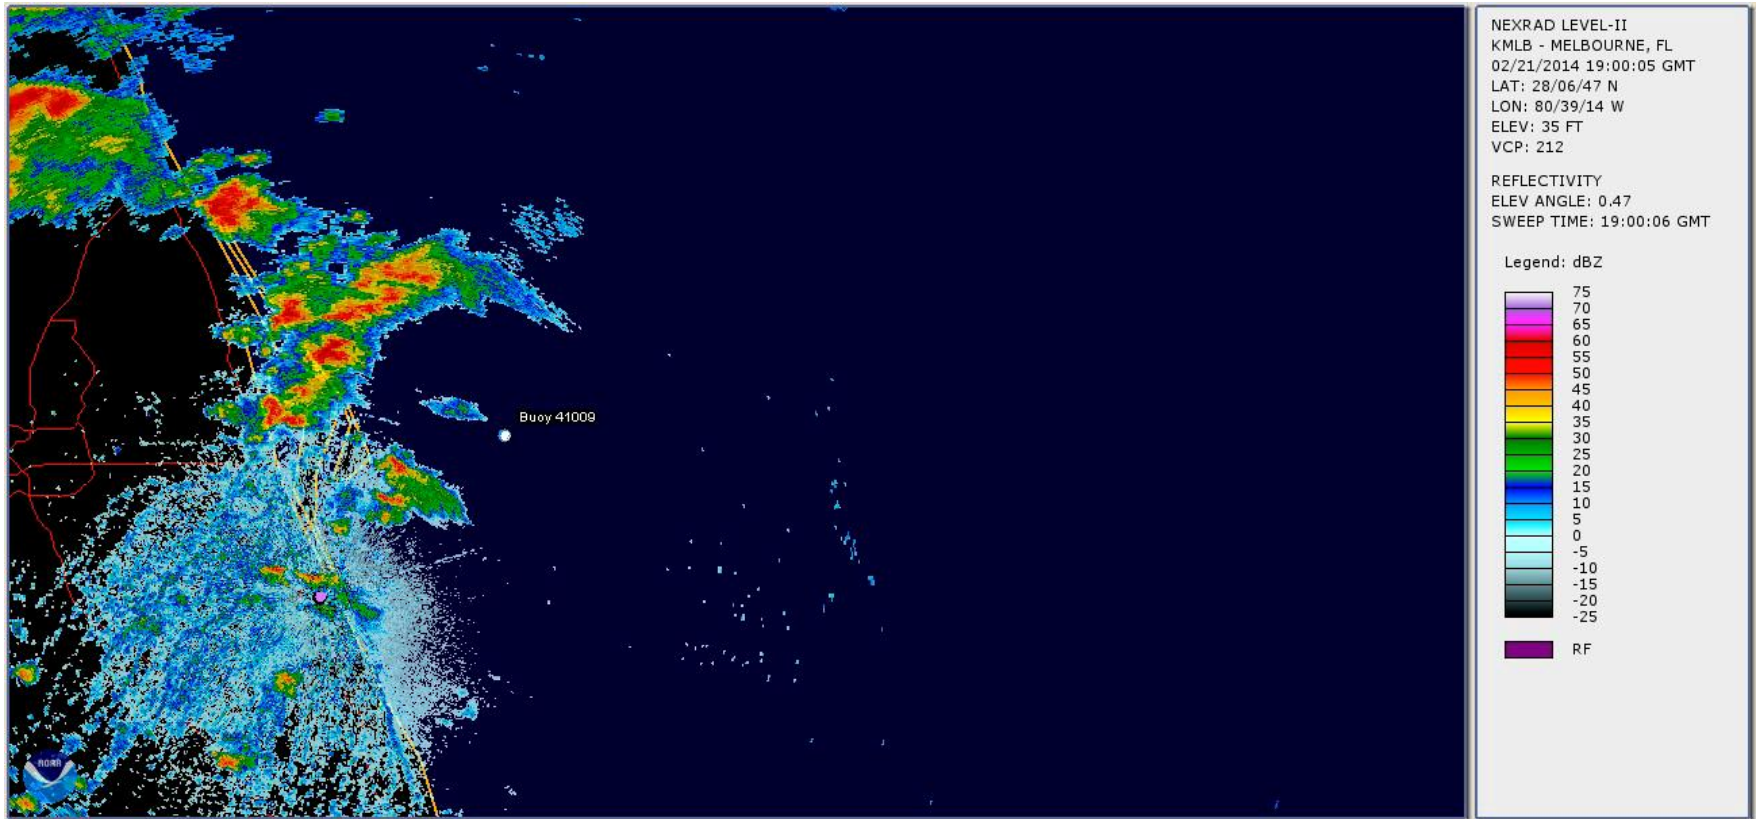 NEXRAD LEVEL-II
KMLB - MELBOURNE, FL
02/21/2014 19:00:05 GMT
LAT: 28/06/47 N
LON: 80/39/14 W
ELEV: 35 FT
VCP: 212
REFLECTIVITY
ELEV ANGLE: 0.47
SWEEP TIME: 19:00:06 GMT
Legend: dBZ
75
70
65
60
55
50
45
40
35
30
25
20
15
10
5
0
-5
-10
-15
-20
-25
RF
Buoy 41009
NOAA